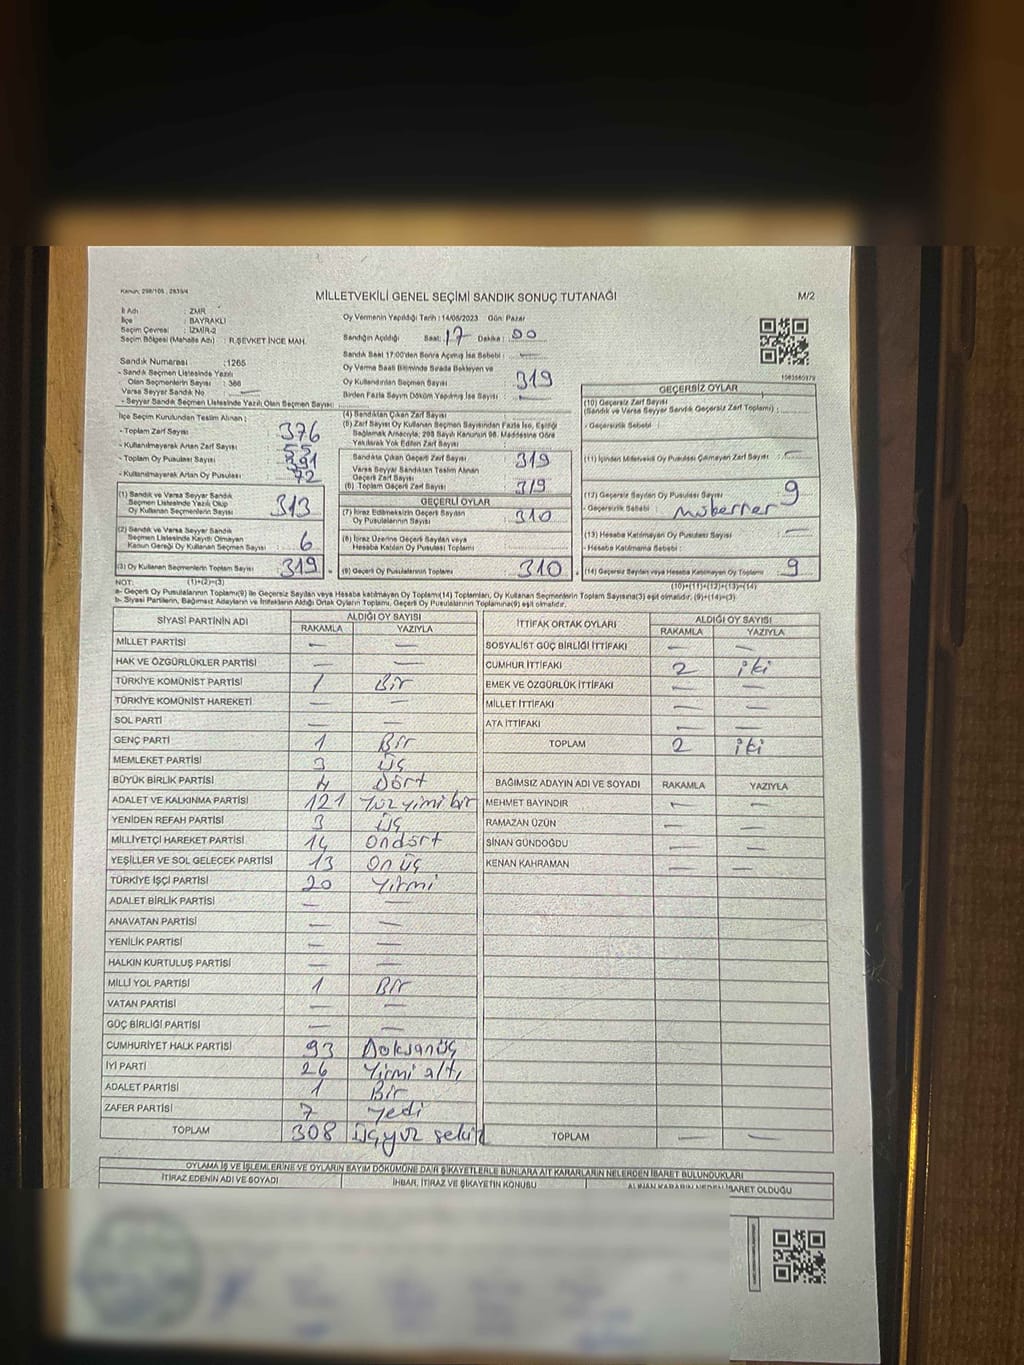 Kanun: 298/105 , 2839/4
MİLLETVEKİLİ GENEL SEÇİMİ SANDIK SONUÇ TUTANAĞI
M/2
İl Adı : ZMR
İlçe : BAYRAKLI
Seçim Çevresi : İZMİR-2
Seçim Bölgesi (Mahalle Adı) : R.ŞEVKET İNCE MAH.
Sandık Numarası :1265
- Sandık Seçmen Listesinde Yazılı
Olan Seçmenlerin Sayısı : 366
Varsa Seyyar Sandık No : —
- Seyyar Sandık Seçmen Listesinde Yazılı Olan Seçmen Sayısı :
Oy Vermenin Yapıldığı Tarih :14/05/2023 Gün: Pazar
Sandığın Açıldığı Saat: 17 Dakika : 00
Sandık Saat 17:00'den Sonra Açılmış İse Sebebi : —
Oy Verme Saati Bitiminde Sırada Bekleyen ve
Oy Kullandırılan Seçmen Sayısı : 319
Birden Fazla Sayım Döküm Yapılmış İse Sayısı : —
İlçe Seçim Kurulundan Teslim Alınan :
- Toplam Zarf Sayısı : 376
- Kullanılmayarak Artan Zarf Sayısı :
- Toplam Oy Pusulası Sayısı : 391
- Kullanılmayarak Artan Oy Pusulası : 72
(1) Sandık ve Varsa Seyyar Sandık
Seçmen Listesinde Yazılı Olup
Oy Kullanan Seçmenlerin Sayısı : 313
(2) Sandık ve Varsa Seyyar Sandık
Seçmen Listesinde Kayıtlı Olmayan
Kanun Gereği Oy Kullanan Seçmen Sayısı : 6
(3) Oy Kullanan Seçmenlerin Toplam Sayısı : 319
(1)+(2)=(3)
(4) Sandıktan Çıkan Zarf Sayısı :
(5) Zarf Sayısı Oy Kullanan Seçmen Sayısından Fazla İse, Eşitliği
Sağlamak Amacıyla, 298 Sayılı Kanunun 98. Maddesine Göre
Yakılarak Yok Edilen Zarf Sayısı :
Sandıkta Çıkan Geçerli Zarf Sayısı : 319
Varsa Seyyar Sandıktan Teslim Alınan
Geçerli Zarf Sayısı :
(6) Toplam Geçerli Zarf Sayısı : 319
GEÇERLİ OYLAR
(7) İtiraz Edilmeksizin Geçerli Sayılan
Oy Pusulalarının Sayısı : 310
(8) İtiraz Üzerine Geçerli Sayılan veya
Hesaba Katılan Oy Pusulası Toplamı :
(9) Geçerli Oy Pusulalarının Toplamı : 310
GEÇERSİZ OYLAR
(10) Geçersiz Zarf Sayısı
(Sandık ve Varsa Seyyar Sandık Geçersiz Zarf Toplamı) :
- Geçersizlik Sebebi :
(11) İçinden Milletvekili Oy Pusulası Çıkmayan Zarf Sayısı : —
(12) Geçersiz Sayılan Oy Pusulası Sayısı : 9
- Geçersizlik Sebebi :
(13) Hesaba Katılmayan Oy Pusulası Sayısı : —
- Hesaba Katılmama Sebebi :
(14) Geçersiz Sayılan veya Hesaba Katılmayan Oy Toplamı : 9
(10)+(11)+(12)+(13)=(14)
NOT:
a- Geçerli Oy Pusulalarının Toplamı(9) ile Geçersiz Sayılan veya Hesaba Katılmayan Oy Toplamı(14) Toplamları, Oy Kullanan Seçmenlerin Toplam Sayısına(3) eşit olmalıdır. (9)+(14)=(3).
b- Siyasi Partilerin, Bağımsız Adayların ve İttifakların Aldığı Ortak Oyların Toplamı, Geçerli Oy Pusulalarının Toplamına(9) eşit olmalıdır.
SİYASİ PARTİNİN ADI ALDIĞI OY SAYISI
RAKAMLA YAZIYLA
MİLLET PARTİSİ — —
HAK VE ÖZGÜRLÜKLER PARTİSİ — —
TÜRKİYE KOMÜNİST PARTİSİ 1 Bir
TÜRKİYE KOMÜNİST HAREKETİ — —
SOL PARTİ — —
GENÇ PARTİ 1 Bir
MEMLEKET PARTİSİ 3 Üç
BÜYÜK BİRLİK PARTİSİ 4 Dört
ADALET VE KALKINMA PARTİSİ 121 Yüz yirmi bir
YENİDEN REFAH PARTİSİ 3 Üç
MİLLİYETÇİ HAREKET PARTİSİ 14 Ondört
YEŞİLLER VE SOL GELECEK PARTİSİ 13 On üç
TÜRKİYE İŞÇİ PARTİSİ 20 Yirmi
ADALET BİRLİK PARTİSİ — —
ANAVATAN PARTİSİ — —
YENİLİK PARTİSİ — —
HALKIN KURTULUŞ PARTİSİ — —
MİLLİ YOL PARTİSİ 1 Bir
VATAN PARTİSİ — —
GÜÇ BİRLİĞİ PARTİSİ — —
CUMHURİYET HALK PARTİSİ 93 Doksanüç
İYİ PARTİ 26 Yirmi altı
ADALET PARTİSİ 1 Bir
ZAFER PARTİSİ 7 Yedi
TOPLAM 308 Üçyüz sekiz
İTTİFAK ORTAK OYLARI ALDIĞI OY SAYISI
RAKAMLA YAZIYLA
SOSYALİST GÜÇ BİRLİĞİ İTTİFAKI — —
CUMHUR İTTİFAKI 2 iki
EMEK VE ÖZGÜRLÜK İTTİFAKI — —
MİLLET İTTİFAKI — —
ATA İTTİFAKI — —
TOPLAM 2 iki
BAĞIMSIZ ADAYIN ADI VE SOYADI RAKAMLA YAZIYLA
MEHMET BAYINDIR — —
RAMAZAN ÜZÜN — —
SİNAN GÜNDOĞDU — —
KENAN KAHRAMAN — —
TOPLAM — —
OYLAMA İŞ VE İŞLEMLERİNE VE OYLARIN SAYIM DÖKÜMÜNE DAİR ŞİKAYETLERLE BUNLARA AİT KARARLARIN NELERDEN İBARET BULUNDUKLARI
İTİRAZ EDENİN ADI VE SOYADI İHBAR, İTİRAZ VE ŞİKAYETİN KONUSU ALINAN KARARIN NEDEN İBARET OLDUĞU